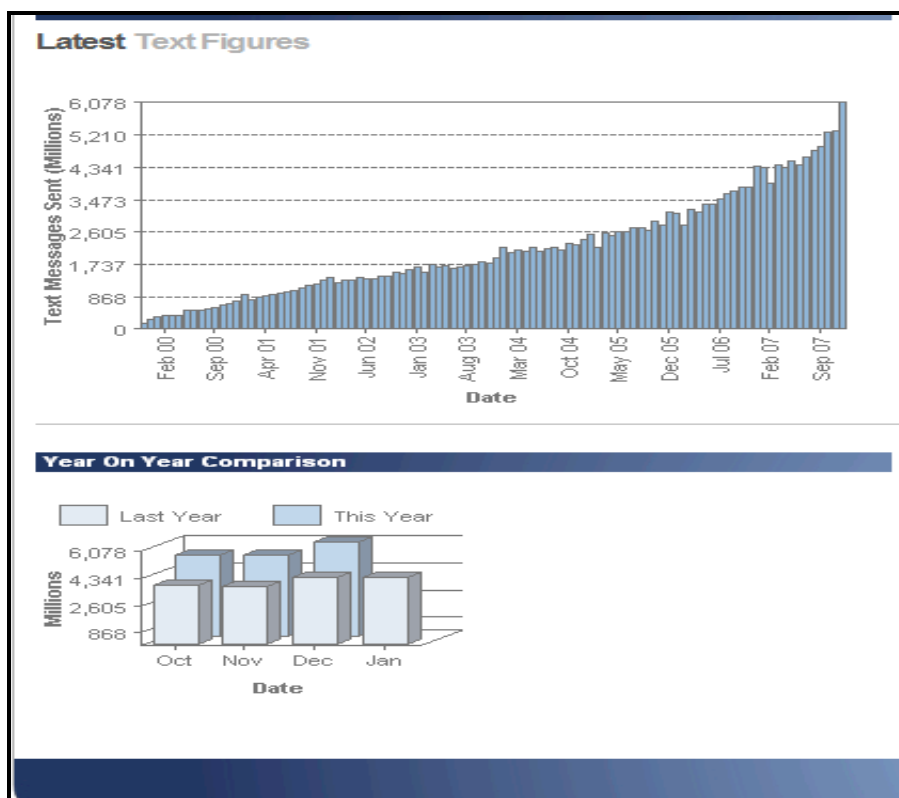 Latest Text Figures
Text Messages Sent (Millions)
6,078
5,210
4,341
3,473
2,605
1,737
868
0
Feb 00
Sep 00
Apr 01
Nov 01
Jun 02
Jan 03
Aug 03
Mar 04
Oct 04
May 05
Dec 05
Jul 06
Feb 07
Sep 07
Date
Year On Year Comparison
Last Year This Year
Millions
6,078
4,341
2,605
868
Oct Nov Dec Jan
Date